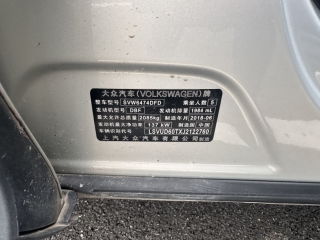 大众汽车(VOLKSWAGEN)牌
整车型号 SVW6474DFD 乘坐人数 5
发动机型号 DBF 发动机排量 1984 mL
最大允许总质量 2085kg 制造年月 2018-08
发动机最大净功率 137 kW 制造国 中国
车辆识别代号 LSVUD60TXJ2122760
上汽大众汽车有限公司制造